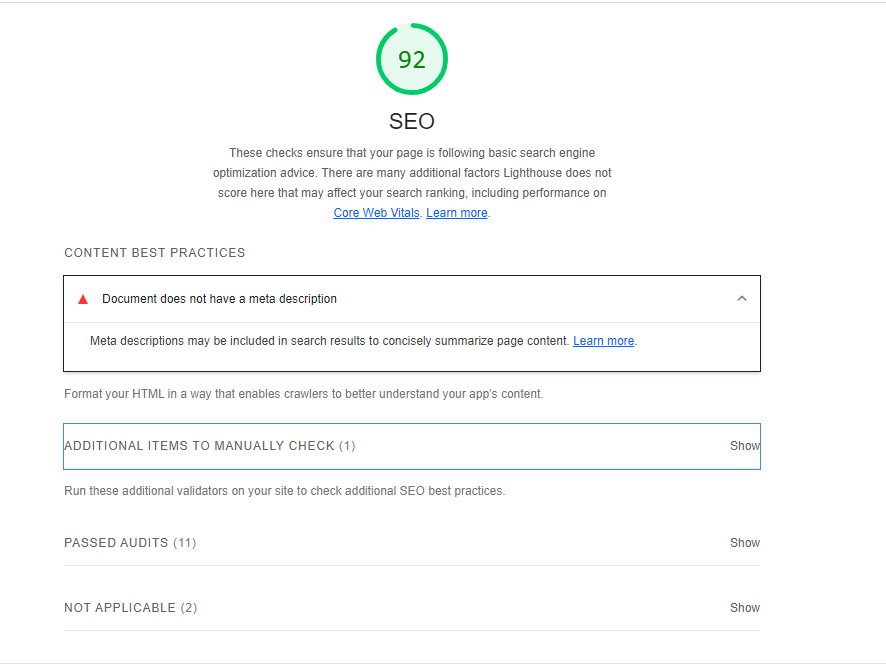 92
SEO
These checks ensure that your page is following basic search engine
optimization advice. There are many additional factors Lighthouse does not
score here that may affect your search ranking, including performance on
Core Web Vitals. Learn more.
CONTENT BEST PRACTICES
Document does not have a meta description
Meta descriptions may be included in search results to concisely summarize page content. Learn more.
Format your HTML in a way that enables crawlers to better understand your app's content.
ADDITIONAL ITEMS TO MANUALLY CHECK (1) Show
Run these additional validators on your site to check additional SEO best practices.
PASSED AUDITS (11) Show
NOT APPLICABLE (2) Show